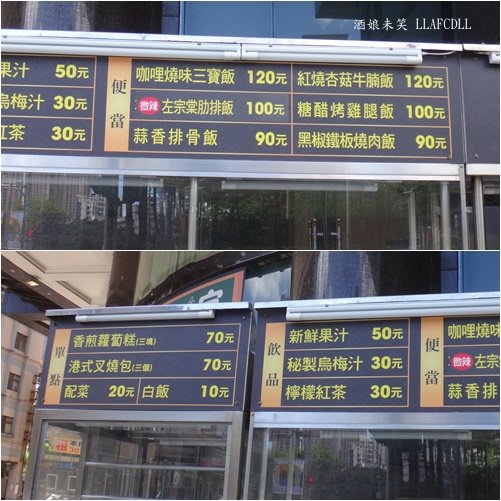 酒娘未笑 LLAFCDLL
果汁 50元
烏梅汁 30元
紅茶 30元
便當
咖哩燒味三寶飯 120元
微辣 左宗棠肋排飯 100元
蒜香排骨飯 90元
紅燒杏菇牛腩飯 120元
糖醋烤雞腿飯 100元
黑椒鐵板燒肉飯 90元
單點
香煎蘿蔔糕(三塊) 70元
港式叉燒包(三個) 70元
配菜 20元 白飯 10元
飲品
新鮮果汁 50元
秘製烏梅汁 30元
檸檬紅茶 30元
便當
咖哩燒味
微辣 左宗
蒜香排